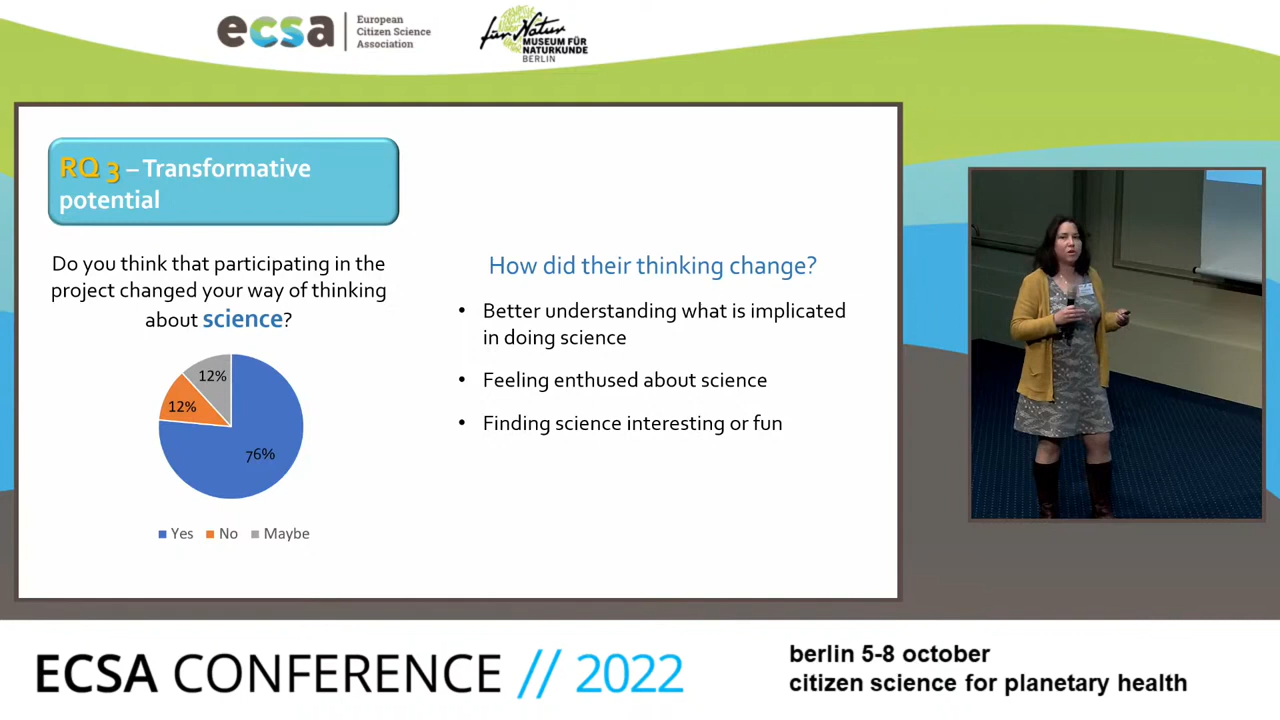 ecsa
European
Citizen Science
Association
für Natur
MUSEUM FÜR
NATURKUNDE
BERLIN
RQ 3 – Transformative
potential
Do you think that participating in the
project changed your way of thinking
about science?
12%
12%
76%
Yes No Maybe
How did their thinking change?
• Better understanding what is implicated
in doing science
• Feeling enthused about science
• Finding science interesting or fun
ECSA CONFERENCE // 2022
berlin 5-8 october
citizen science for planetary health